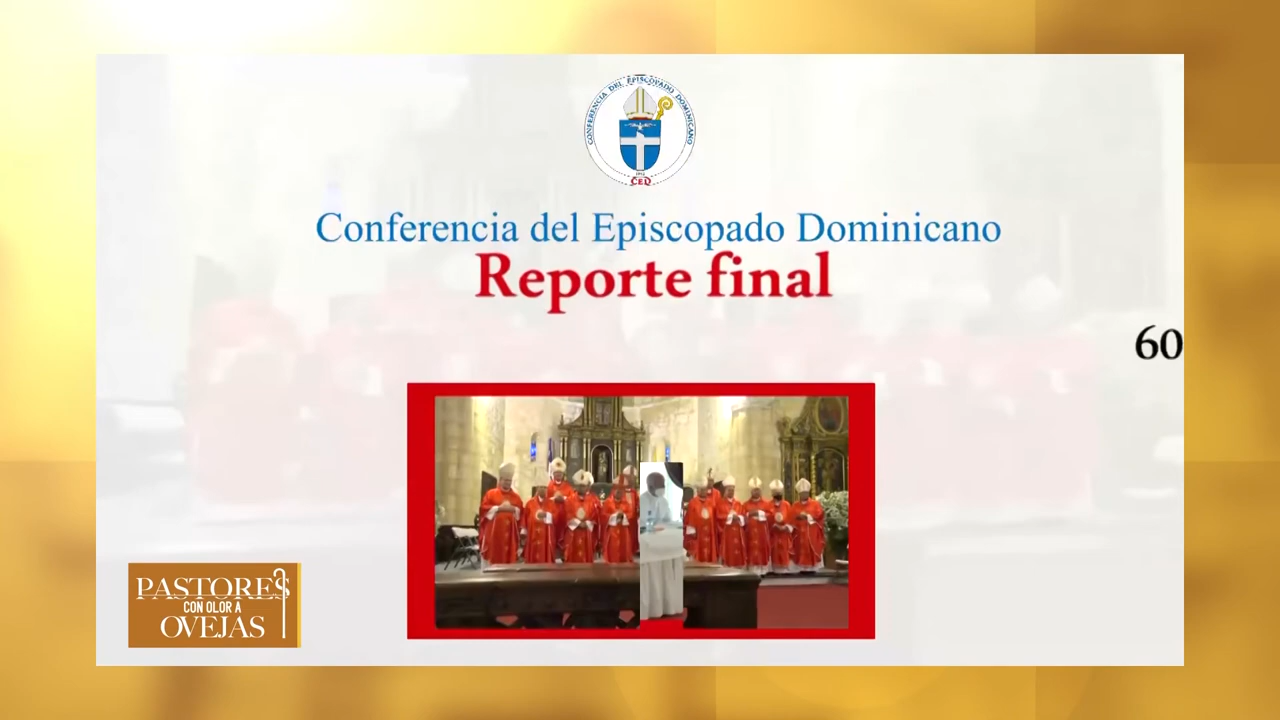 CONFERENCIA DEL EPISCOPADO DOMINICANO
CED
Conferencia del Episcopado Dominicano
Reporte final
60
PASTORES
CON OLOR A
OVEJAS